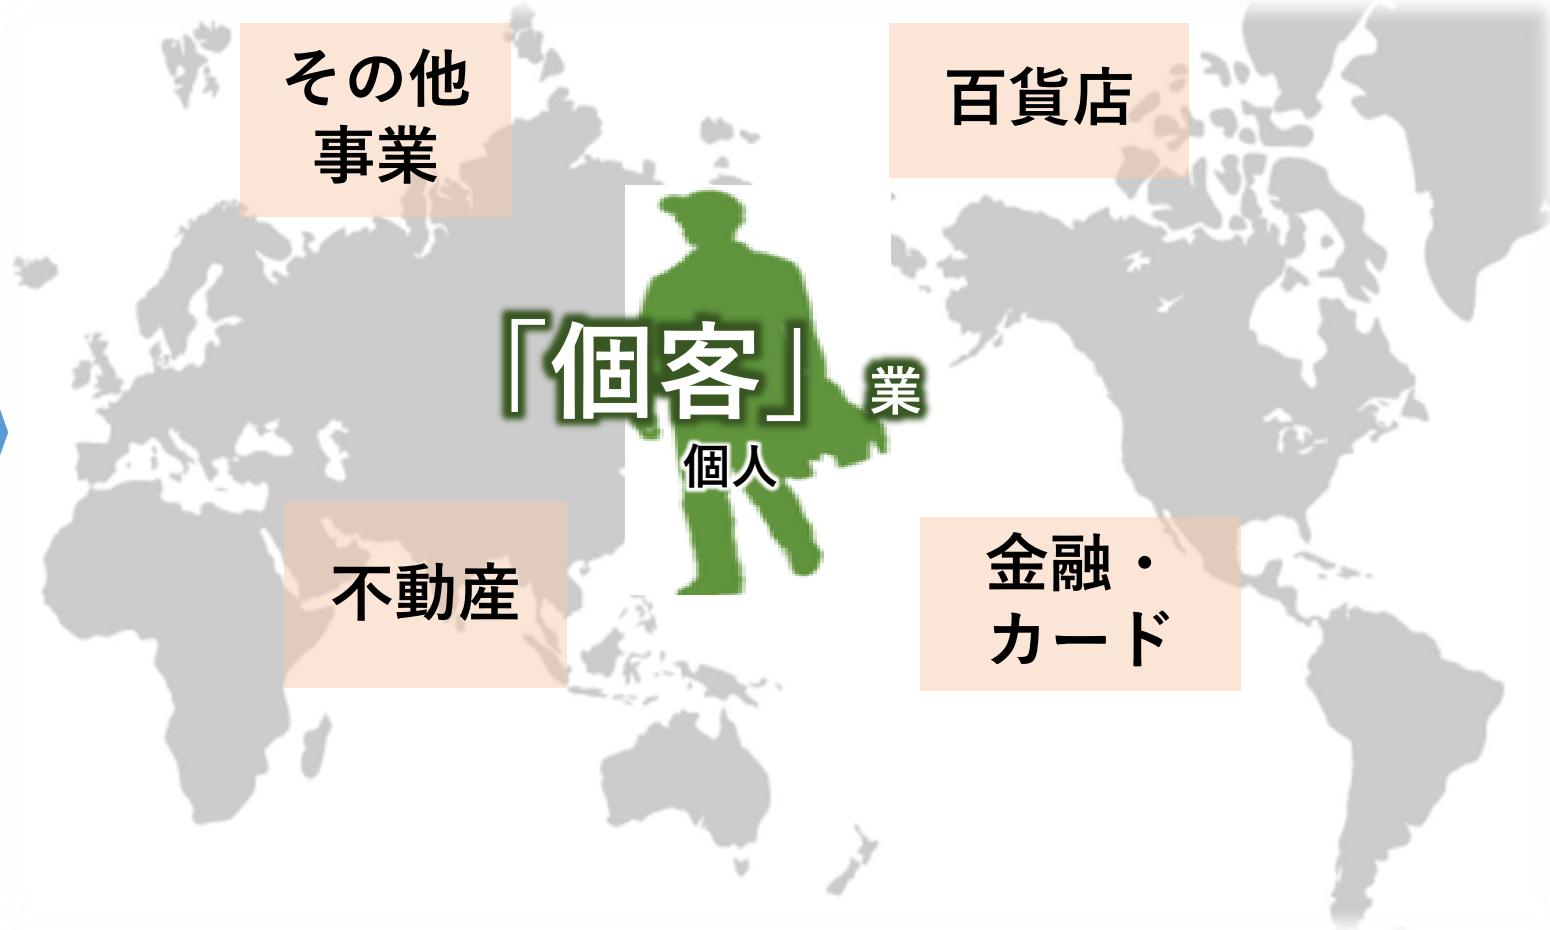 その他
事業
百貨店
「個客」業
個人
不動産
金融・
カード